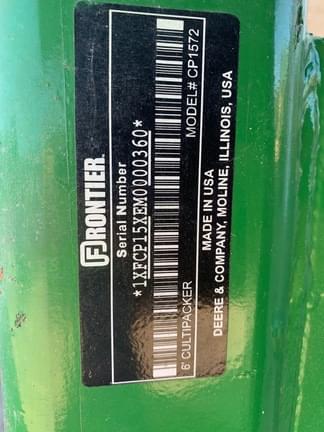 FRONTIER
Serial Number
*1XFCP15XEM0000360*
6' CULTIPACKER MODEL# CP1572
MADE IN USA
DEERE & COMPANY, MOLINE, ILLINOIS, USA